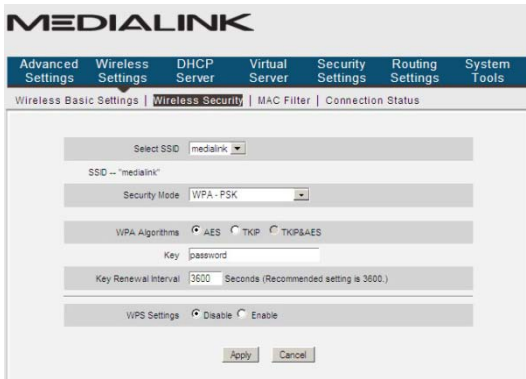 MEDIALINK
Advanced Settings Wireless Settings DHCP Server Virtual Server Security Settings Routing Settings System Tools
Wireless Basic Settings | Wireless Security | MAC Filter | Connection Status
Select SSID medialink
SSID -- "medialink"
Security Mode WPA - PSK
WPA Algorithms AES TKIP TKIP&AES
Key password
Key Renewal Interval 3600 Seconds (Recommended setting is 3600.)
WPS Settings Disable Enable
Apply Cancel